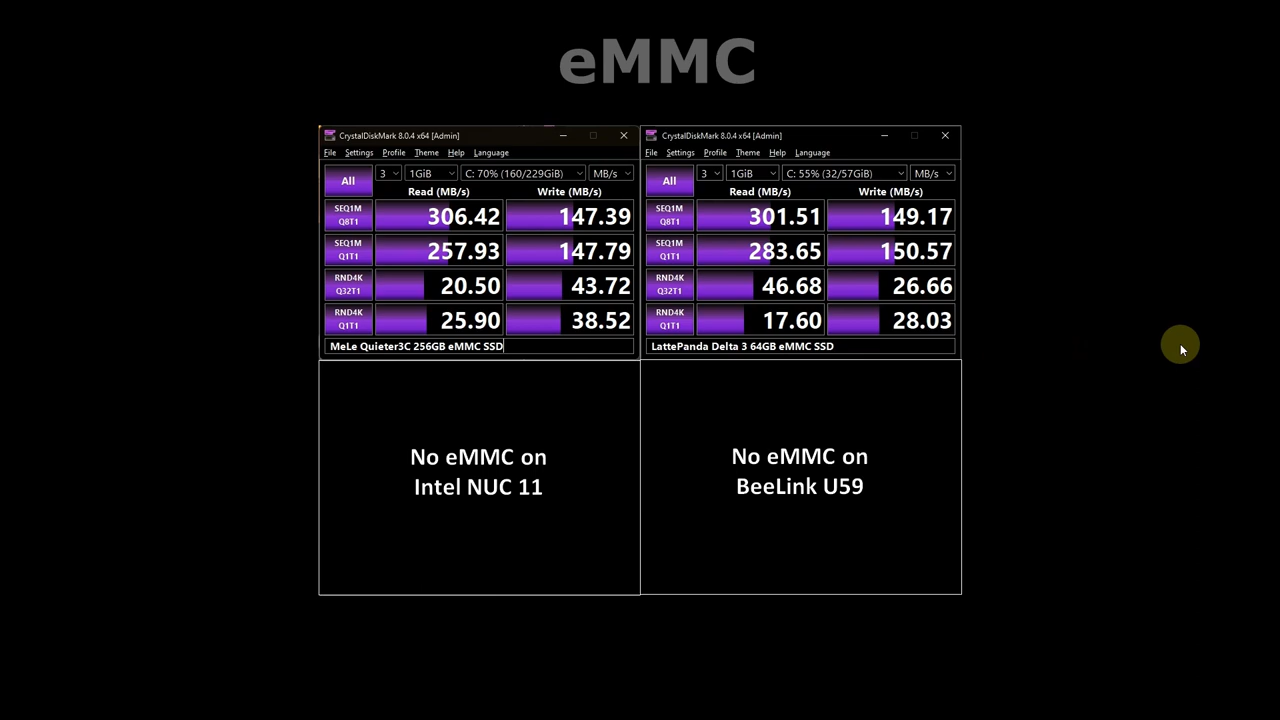 eMMC
CrystalDiskMark 8.0.4 x64 [Admin]
File Settings Profile Theme Help Language
All 3 1GiB C: 70% (160/229GiB) MB/s
Read (MB/s) Write (MB/s)
SEQ1M Q8T1 306.42 147.39
SEQ1M Q1T1 257.93 147.79
RND4K Q32T1 20.50 43.72
RND4K Q1T1 25.90 38.52
MeLe Quieter3C 256GB eMMC SSD
CrystalDiskMark 8.0.4 x64 [Admin]
File Settings Profile Theme Help Language
All 3 1GiB C: 55% (32/57GiB) MB/s
Read (MB/s) Write (MB/s)
SEQ1M Q8T1 301.51 149.17
SEQ1M Q1T1 283.65 150.57
RND4K Q32T1 46.68 26.66
RND4K Q1T1 17.60 28.03
LattePanda Delta 3 64GB eMMC SSD
No eMMC on
Intel NUC 11
No eMMC on
BeeLink U59